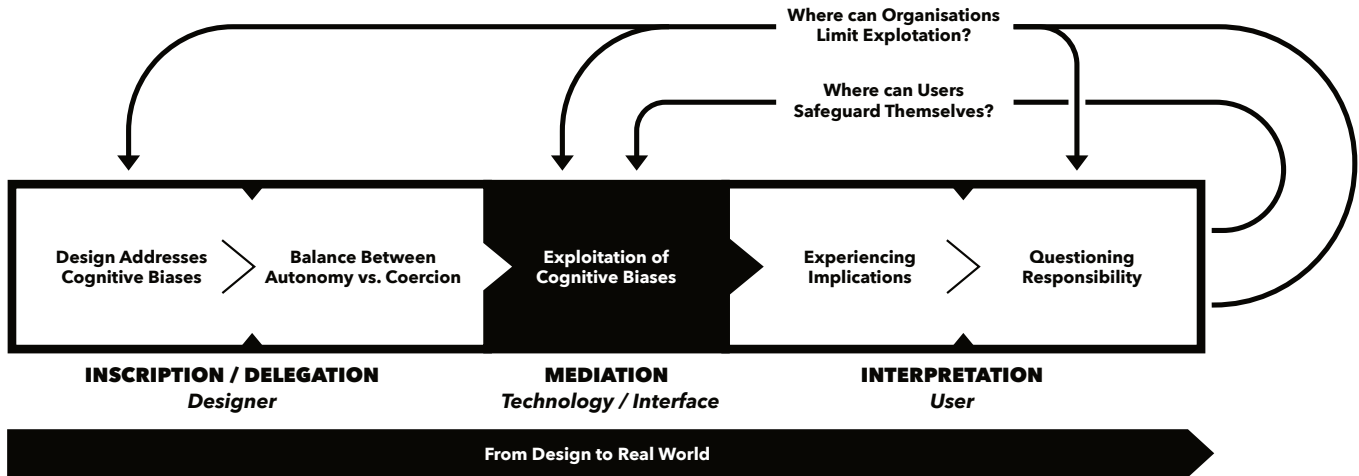 Where can Organisations
Limit Explotation?
Where can Users
Safeguard Themselves?
Design Addresses
Cognitive Biases
Balance Between
Autonomy vs. Coercion
Exploitation of
Cognitive Biases
Experiencing
Implications
Questioning
Responsibility
INSCRIPTION / DELEGATION
Designer
MEDIATION
Technology / Interface
INTERPRETATION
User
From Design to Real World